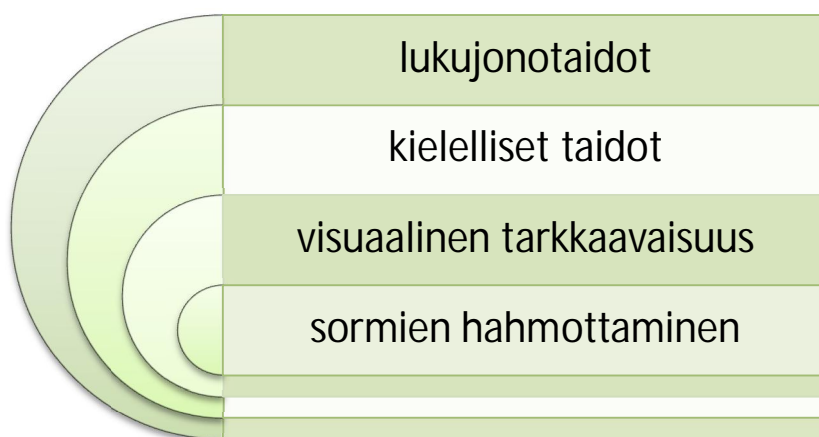 lukujonotaidot
kielelliset taidot
visuaalinen tarkkaavaisuus
sormien hahmottaminen